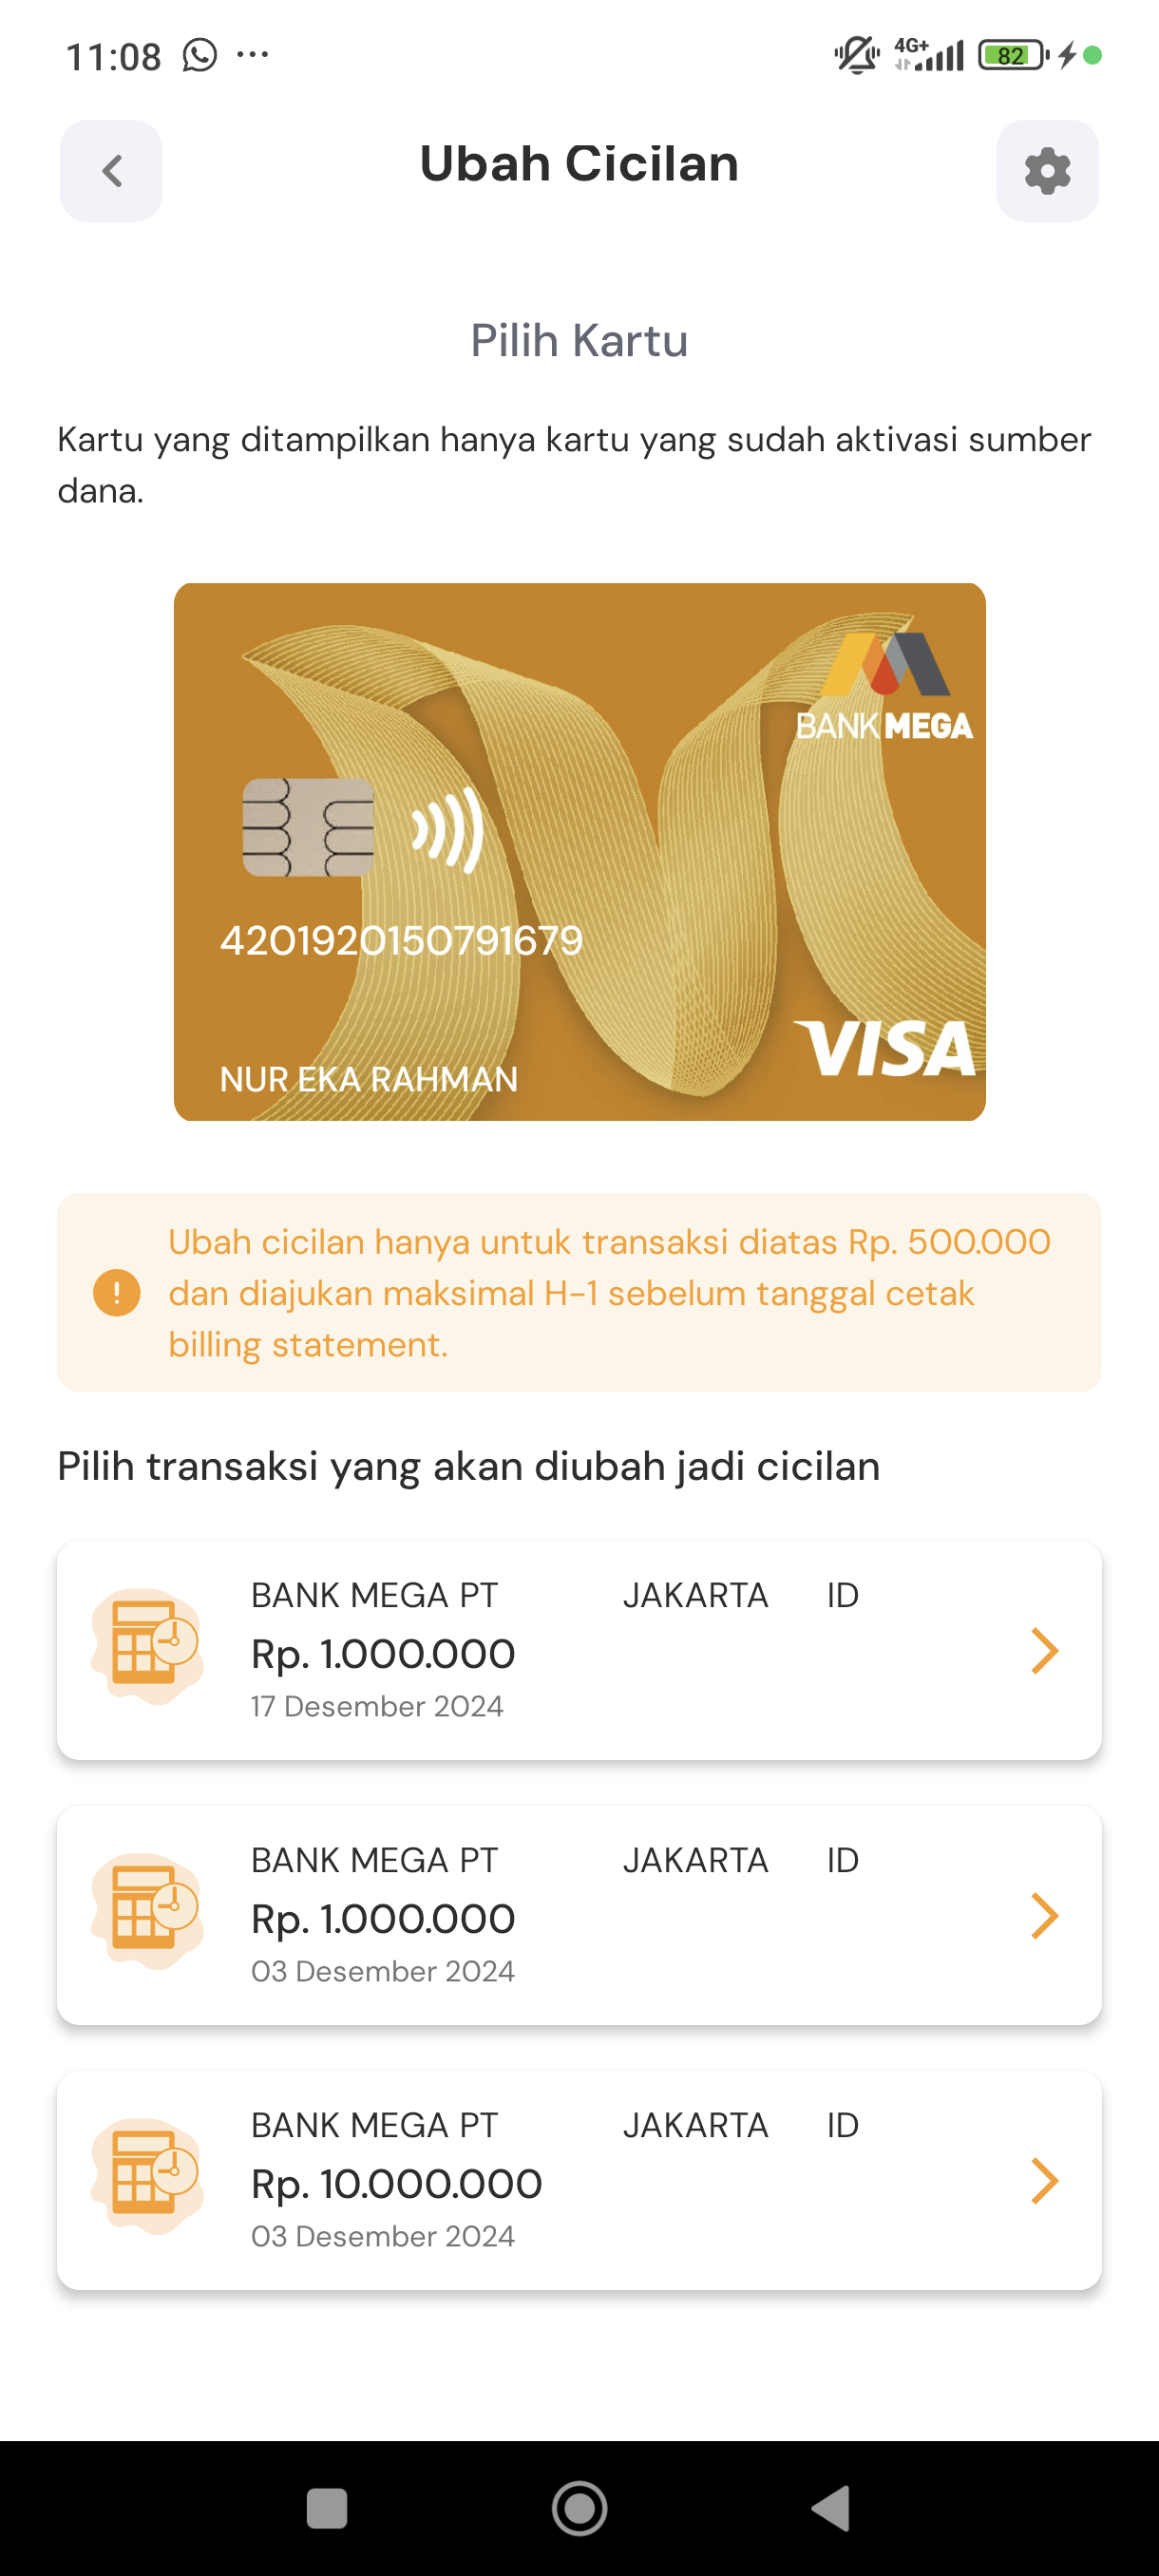 11:08
4G+
82
Ubah Cicilan
Pilih Kartu
Kartu yang ditampilkan hanya kartu yang sudah aktivasi sumber
dana.
BANK MEGA
4201920150791679
VISA
NUR EKA RAHMAN
Ubah cicilan hanya untuk transaksi diatas Rp. 500.000
dan diajukan maksimal H-1 sebelum tanggal cetak
billing statement.
Pilih transaksi yang akan diubah jadi cicilan
BANK MEGA PT JAKARTA ID
Rp. 1.000.000
17 Desember 2024
BANK MEGA PT JAKARTA ID
Rp. 1.000.000
03 Desember 2024
BANK MEGA PT JAKARTA ID
Rp. 10.000.000
03 Desember 2024